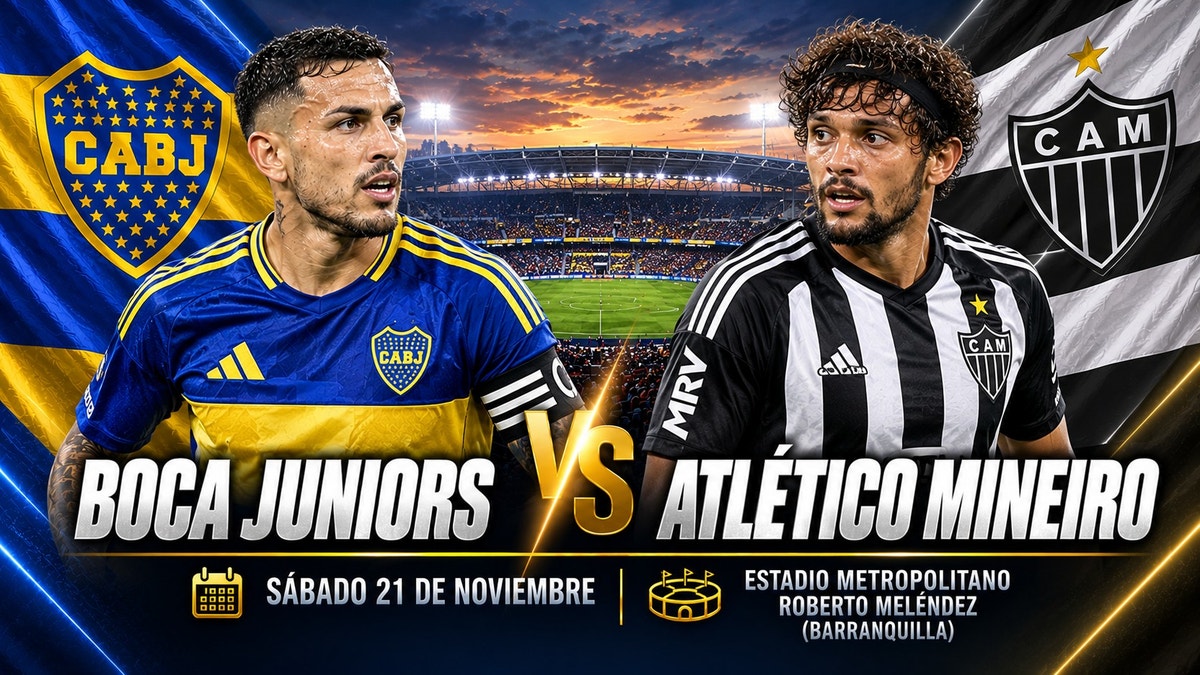 CABJ
CAM
CABJ
CAM
MRV
BOCA JUNIORS
VS
ATLÉTICO MINEIRO
SÁBADO 21 DE NOVIEMBRE
ESTADIO METROPOLITANO
ROBERTO MELÉNDEZ
(BARRANQUILLA)